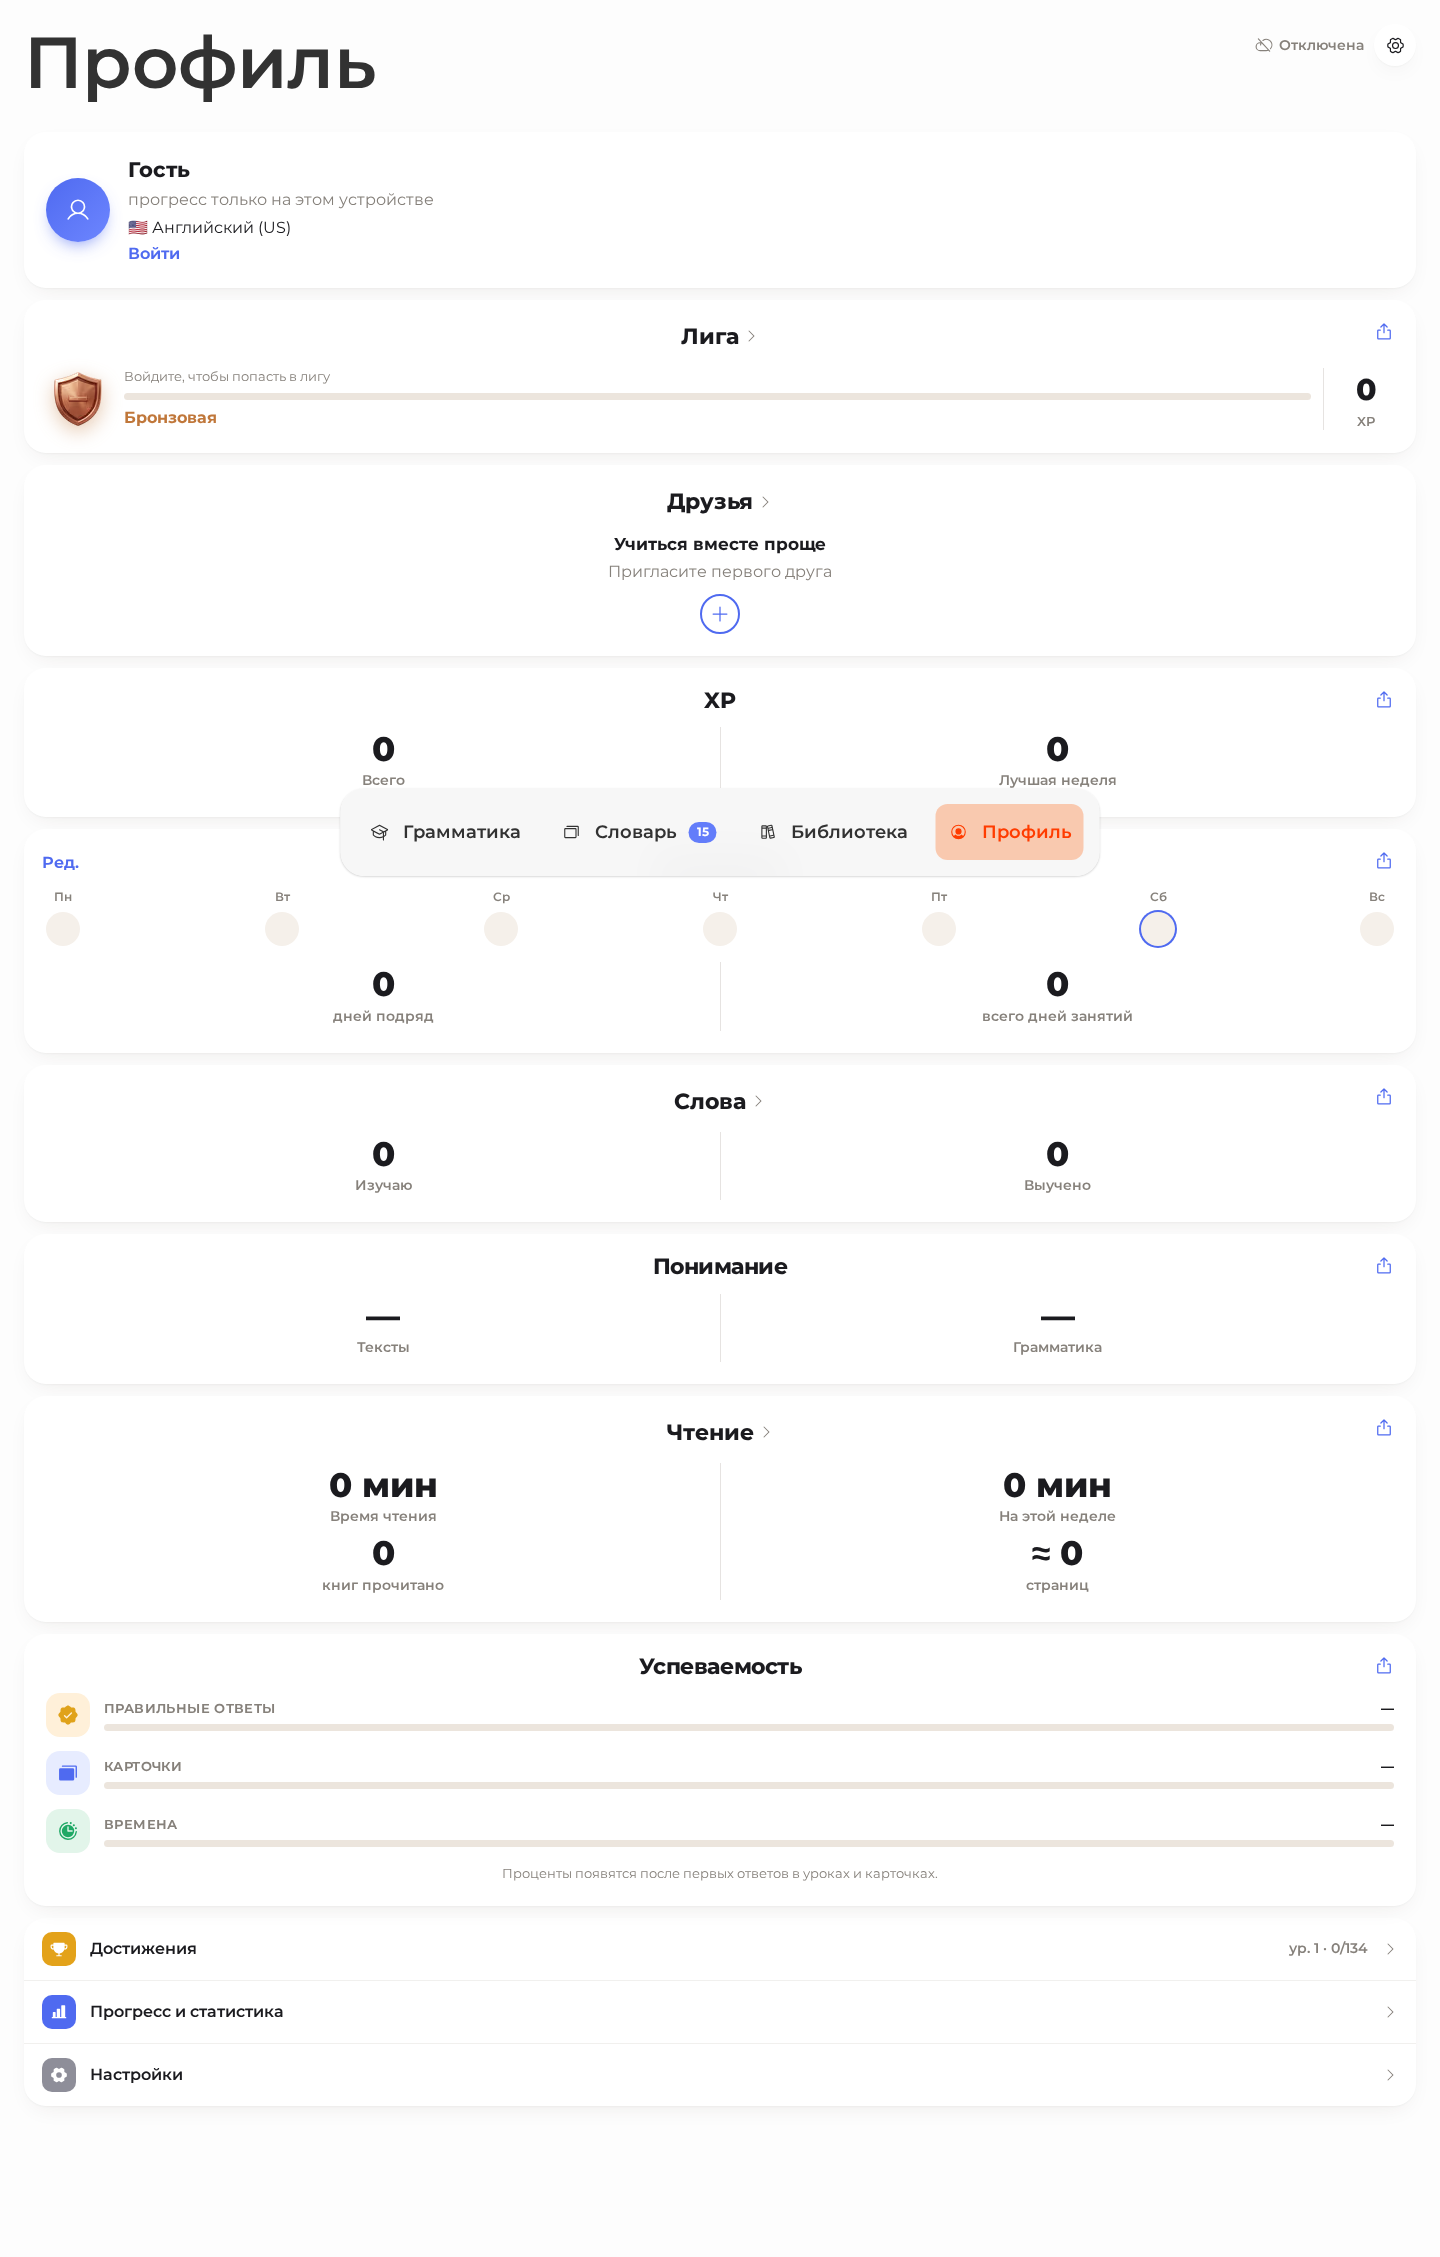 Профиль
Отключена
Гость
прогресс только на этом устройстве
🇺🇸 Английский (US)
Войти
Лига
Войдите, чтобы попасть в лигу
Бронзовая
0
XP
Друзья
Учиться вместе проще
Пригласите первого друга
XP
0
Всего
0
Лучшая неделя
Грамматика
Словарь 15
Библиотека
Профиль
Ред.
Пн Вт Ср Чт Пт Сб Вс
0
дней подряд
0
всего дней занятий
Слова
0
Изучаю
0
Выучено
Понимание
—
Тексты
—
Грамматика
Чтение
0 мин
Время чтения
0
книг прочитано
0 мин
На этой неделе
≈ 0
страниц
Успеваемость
ПРАВИЛЬНЫЕ ОТВЕТЫ —
КАРТОЧКИ —
ВРЕМЕНА —
Проценты появятся после первых ответов в уроках и карточках.
Достижения ур. 1 · 0/134
Прогресс и статистика
Настройки